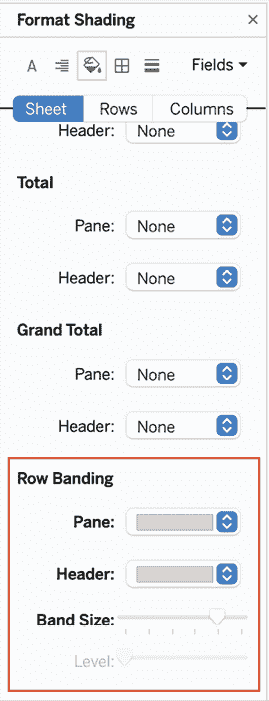 Format Shading ×
A Fields
Sheet Rows Columns
Header: None
Total
Pane: None
Header: None
Grand Total
Pane: None
Header: None
Row Banding
Pane:
Header:
Band Size:
Level: